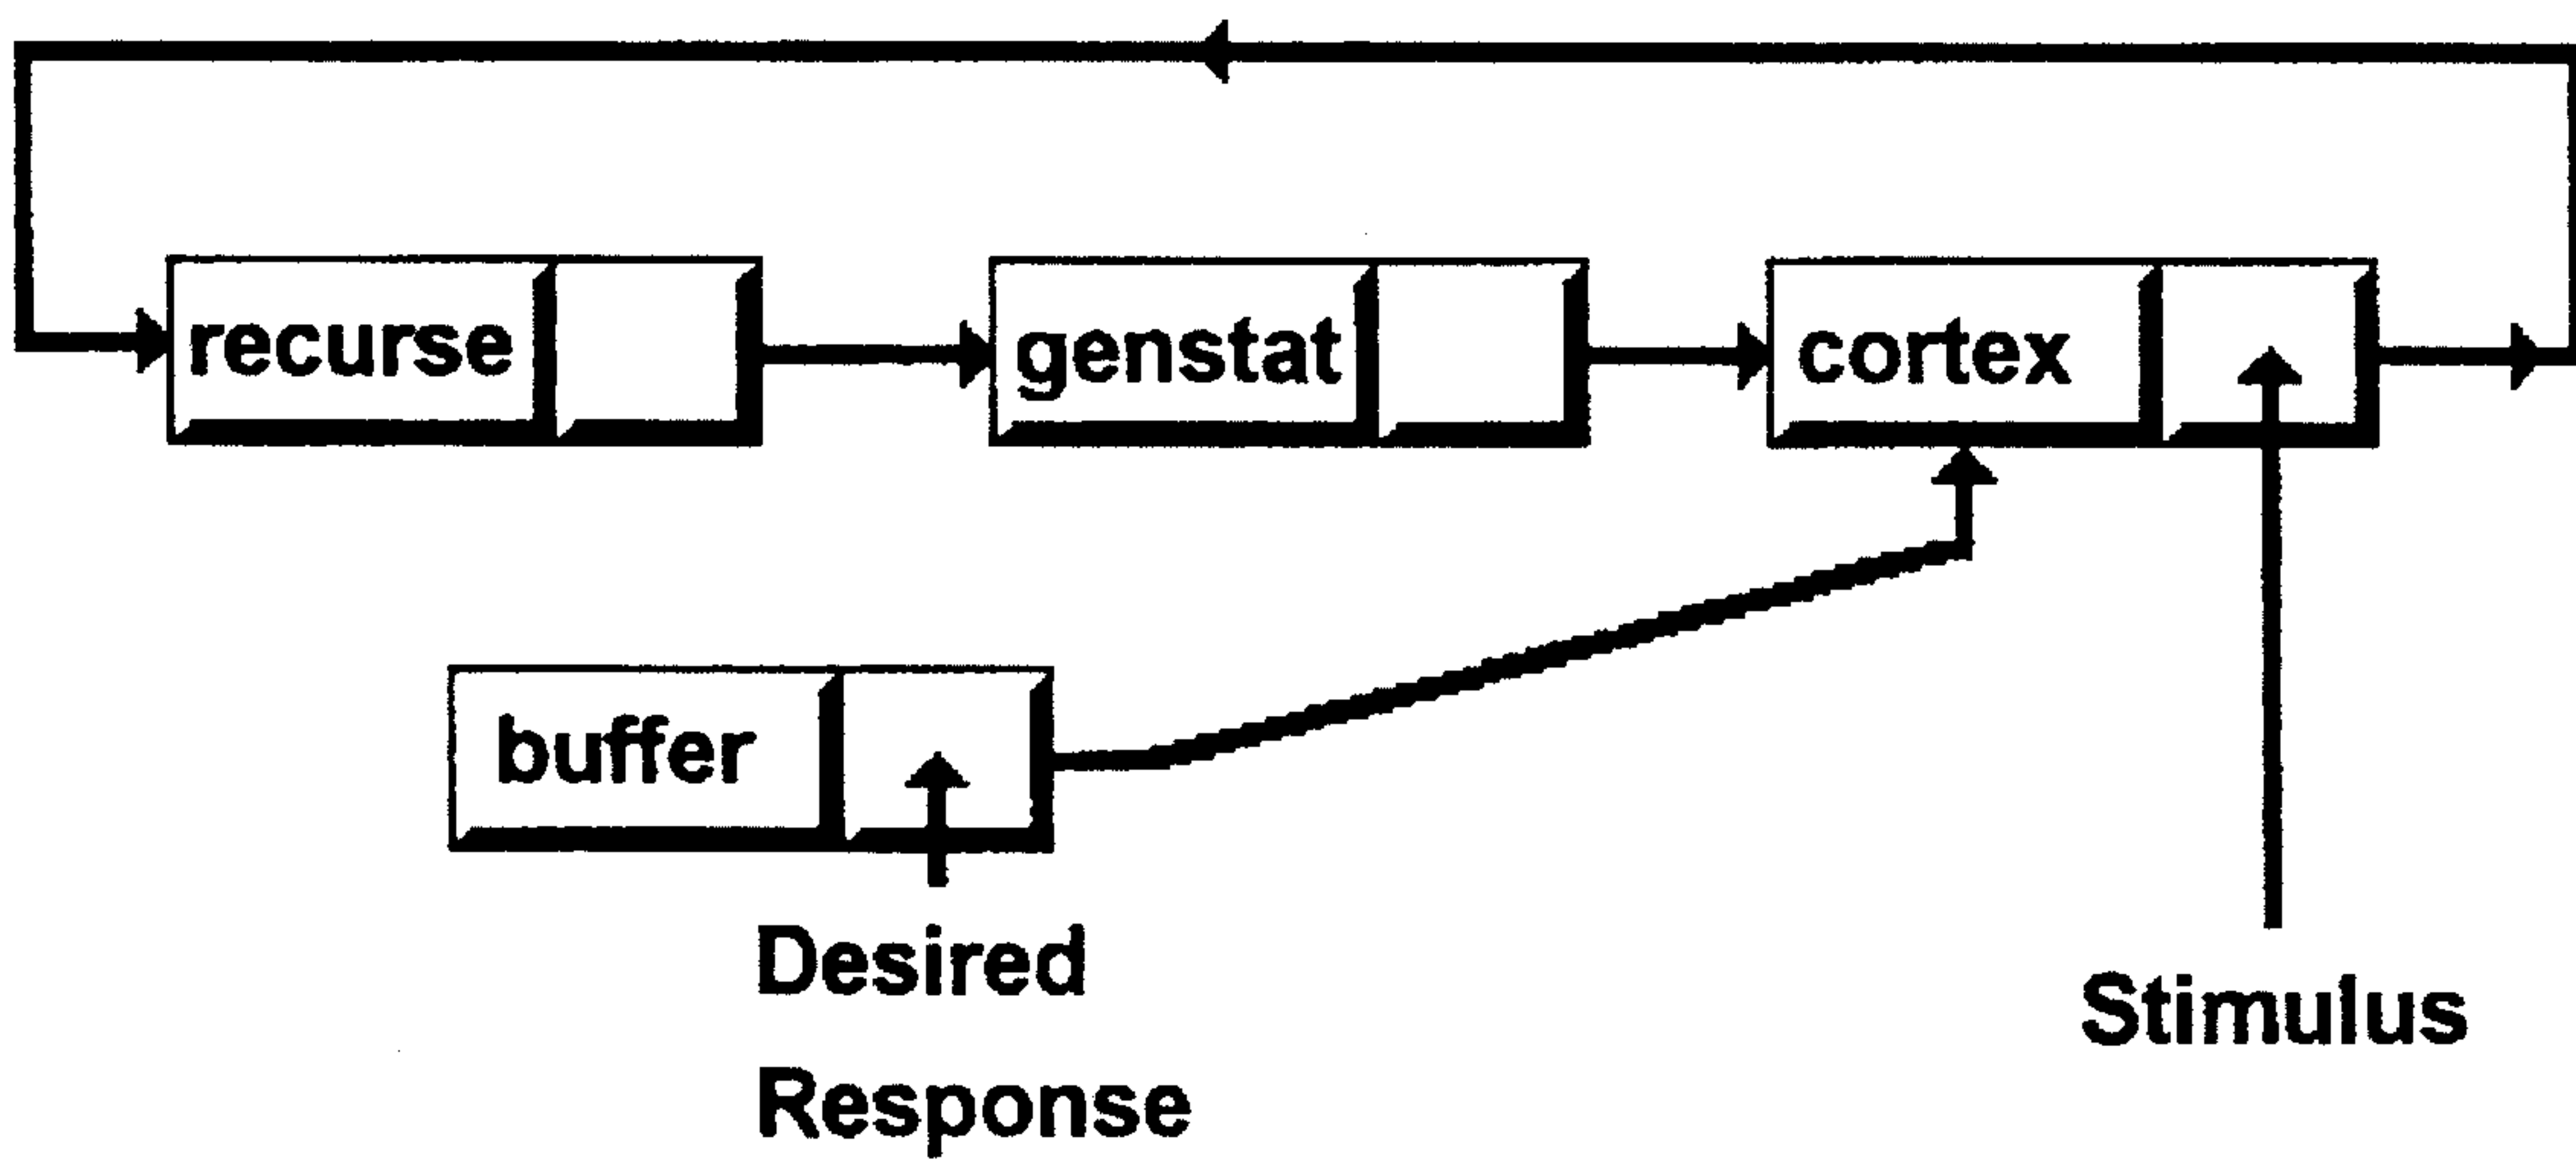 recurse
genstat
cortex
buffer
Desired
Response
Stimulus